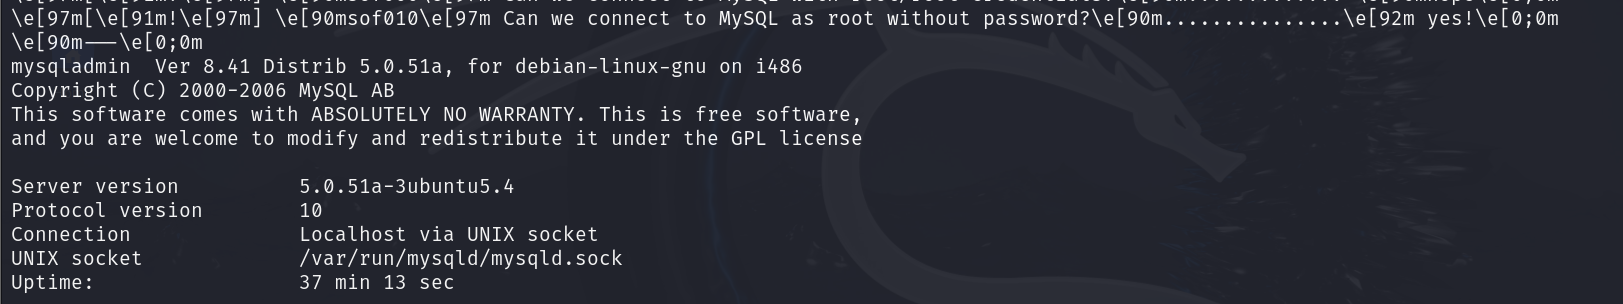 \e[97m[\e[91m!\e[97m] \e[90msof010\e[97m Can we connect to MySQL as root without password?\e[90m...............\e[92m yes!\e[0;0m
\e[90m---\e[0;0m
mysqladmin  Ver 8.41 Distrib 5.0.51a, for debian-linux-gnu on i486
Copyright (C) 2000-2006 MySQL AB
This software comes with ABSOLUTELY NO WARRANTY. This is free software,
and you are welcome to modify and redistribute it under the GPL license
Server version          5.0.51a-3ubuntu5.4
Protocol version        10
Connection              Localhost via UNIX socket
UNIX socket             /var/run/mysqld/mysqld.sock
Uptime:                 37 min 13 sec